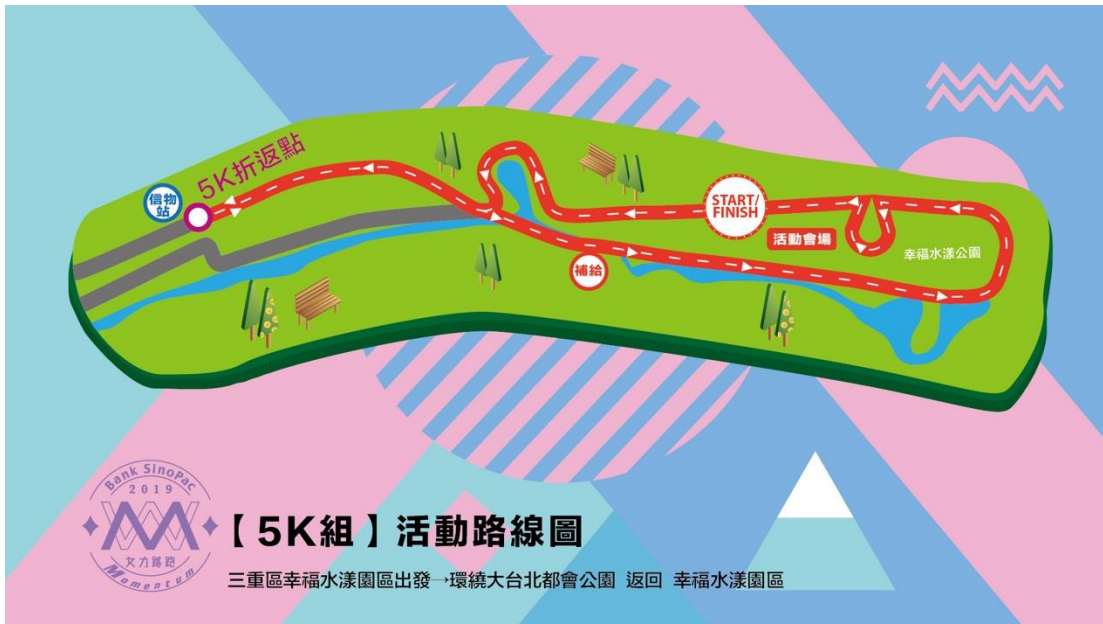 5K折返點
信物
站
START/
FINISH
活動會場
幸福水漾公園
補給
Bank SinoPac
2019
女力路跑
Momentum
【5K組】活動路線圖
三重區幸福水漾園區出發→環繞大台北都會公園 返回 幸福水漾園區